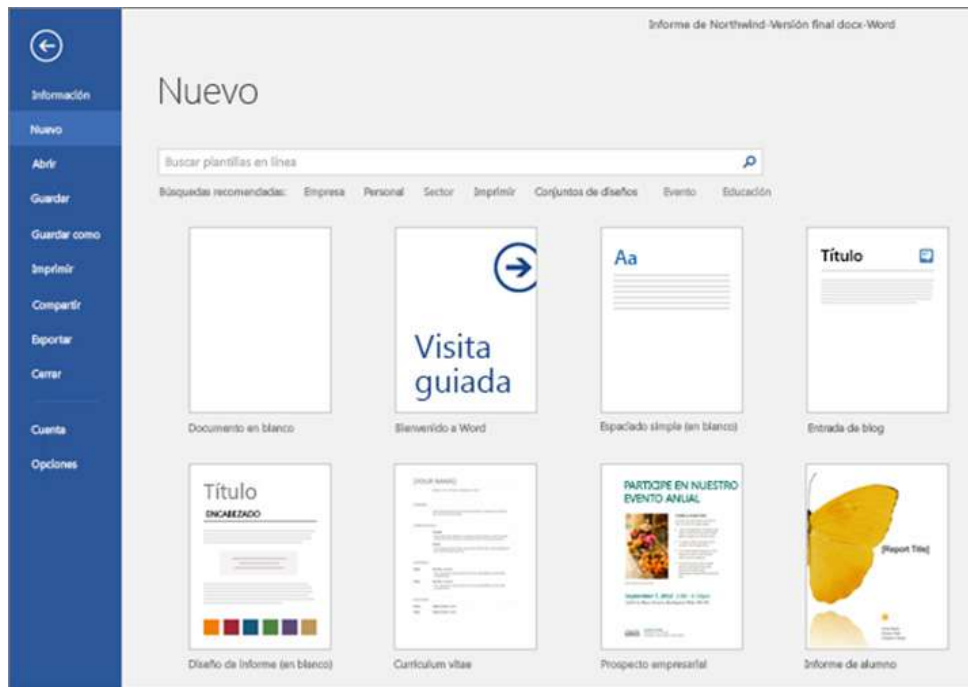 Informe de Northwind-Versión final docx-Word
Información
Nuevo
Abrir
Guardar
Guardar como
Imprimir
Compartir
Exportar
Cerrar
Cuenta
Opciones
Nuevo
Buscar plantillas en línea
Búsquedas recomendadas: Empresa Personal Sector Imprimir Conjuntos de diseños Evento Educación
Visita
guiada
Aa
Título
Documento en blanco
Bienvenido a Word
Espaciado simple (en blanco)
Entrada de blog
Título
ENCABEZADO
[YOUR NAME]
PARTICIPE EN NUESTRO
EVENTO ANUAL
[Report Title]
Diseño de informe (en blanco)
Currículum vitae
Prospecto empresarial
Informe de alumno